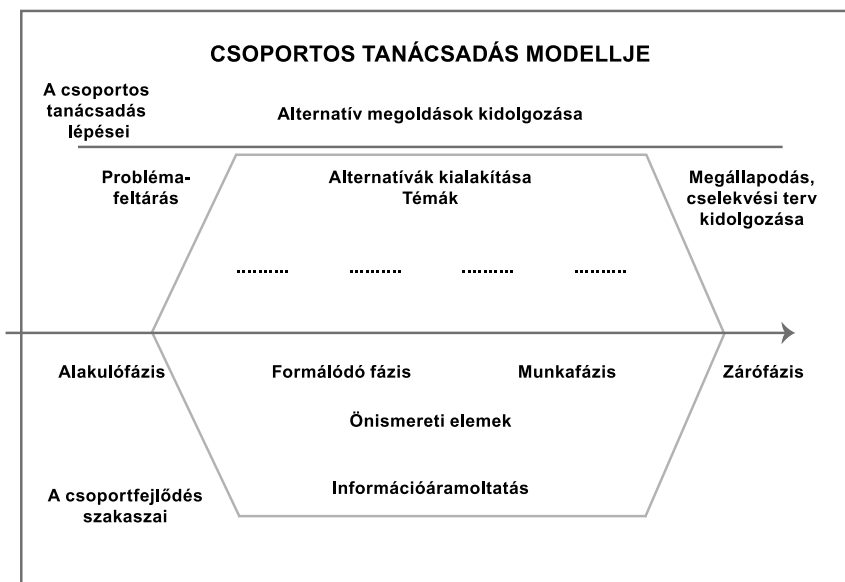 CSOPORTOS TANÁCSADÁS MODELLJE
A csoportos
tanácsadás
lépései
Alternatív megoldások kidolgozása
Probléma-
feltárás
Alternatívák kialakítása
Témák
Megállapodás,
cselekvési terv
kidolgozása
.......... .......... .......... ..........
Alakulófázis
Formálódó fázis
Munkafázis
Zárófázis
Önismereti elemek
Információáramoltatás
A csoportfejlődés
szakaszai